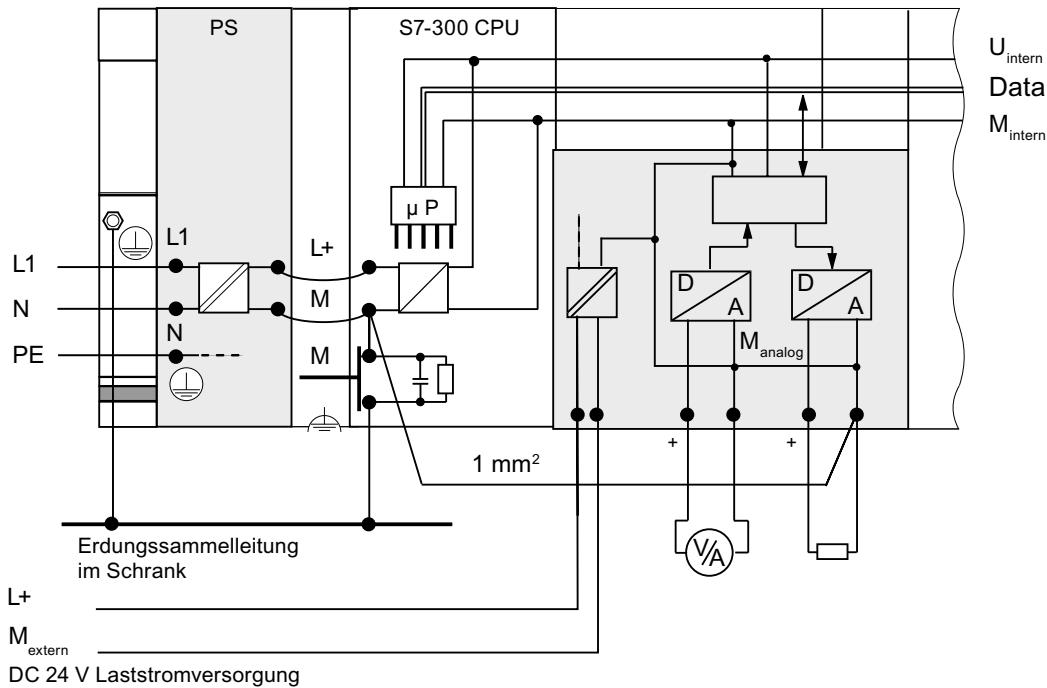 PS
S7-300 CPU
U intern
Data
M intern
µ P
L1
L+
L1
D
A
D
A
N
M
M analog
N
PE
M
+
+
1 mm²
V/A
Erdungssammelleitung
im Schrank
L+
M extern
DC 24 V Laststromversorgung